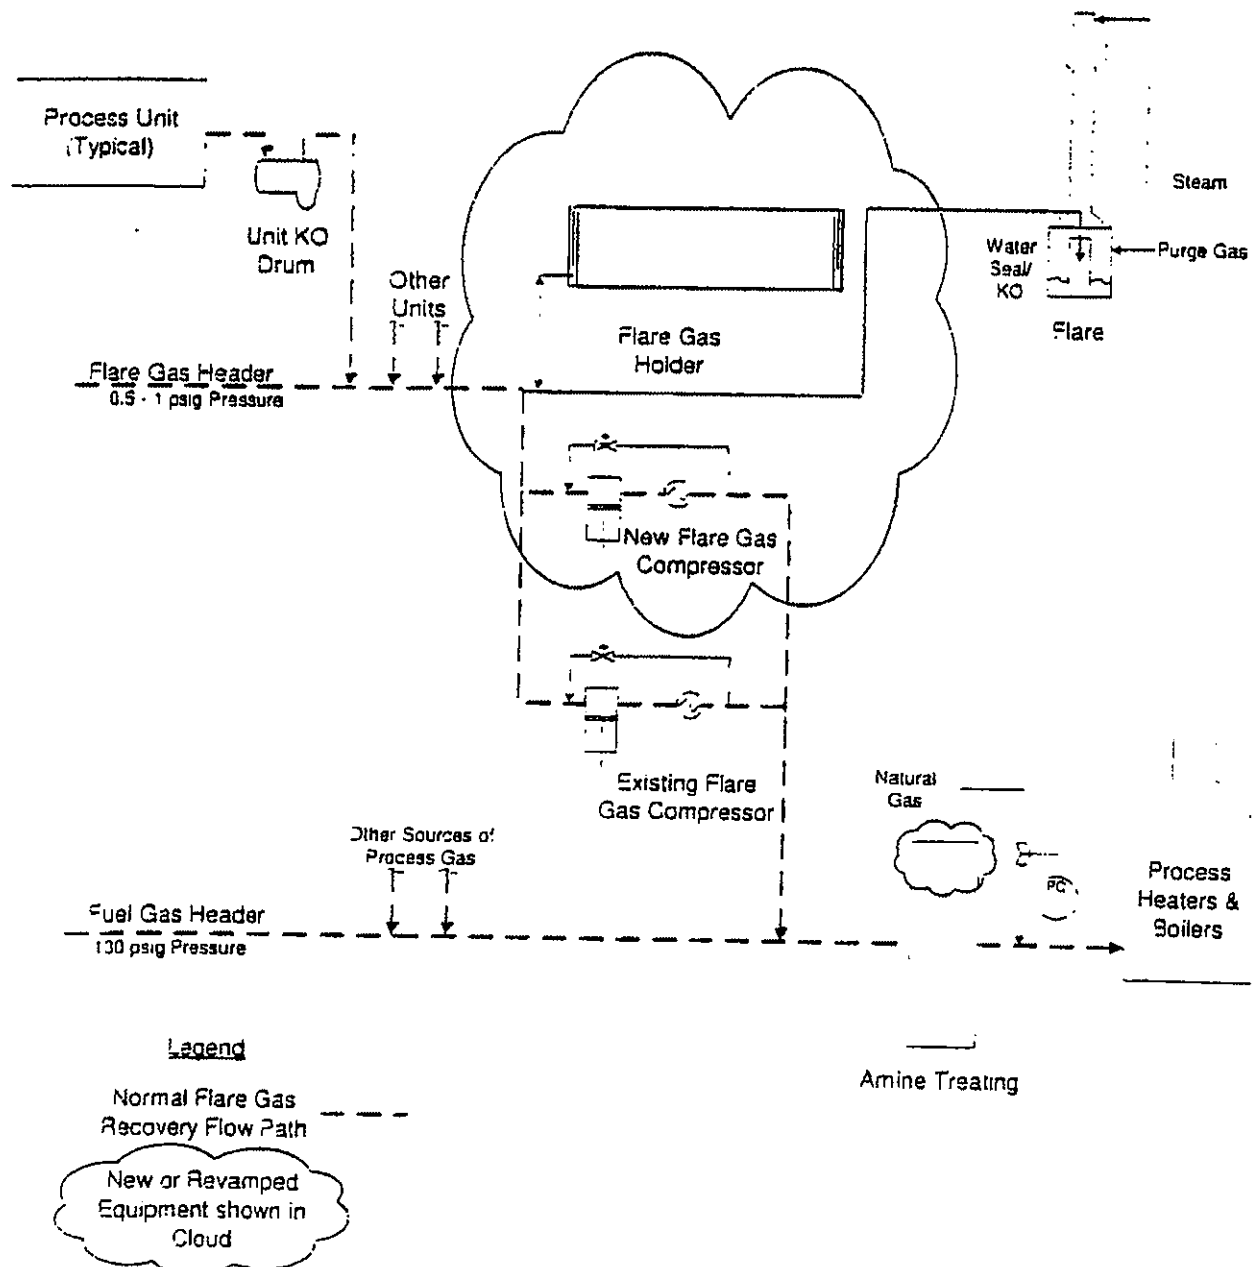 Process Unit
(Typical)
Unit KO
Drum
Other
Units
Flare Gas Header
0.5 - 1 psig Pressure
Flare Gas
Holder
Steam
Water
Seal/
KO
Purge Gas
Flare
New Flare Gas
Compressor
Existing Flare
Gas Compressor
Natural
Gas
Other Sources of
Process Gas
PC
Process
Heaters &
Boilers
Fuel Gas Header
130 psig Pressure
Amine Treating
Legend
Normal Flare Gas
Recovery Flow Path
New or Revamped
Equipment shown in
Cloud